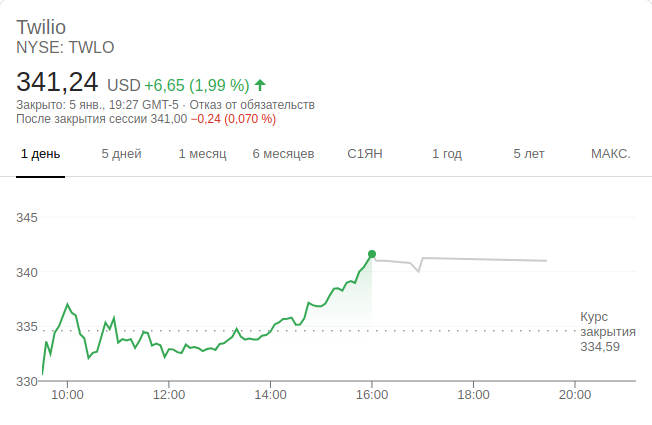 Twilio
NYSE: TWLO
341,24 USD +6,65 (1,99 %)
Закрыто: 5 янв., 19:27 GMT-5 · Отказ от обязательств
После закрытия сессии 341,00 −0,24 (0,070 %)
1 день 5 дней 1 месяц 6 месяцев С1ЯН 1 год 5 лет МАКС.
345
340
335
330
Курс
закрытия
334,59
10:00 12:00 14:00 16:00 18:00 20:00